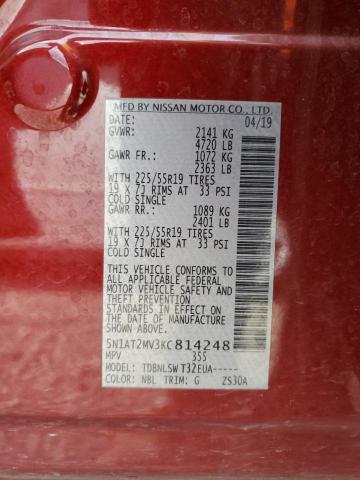 MFD BY NISSAN MOTOR CO., LTD.
DATE: 04/19
GVWR: 2141 KG
4720 LB
GAWR FR.: 1072 KG
2363 LB
WITH 225/55R19 TIRES
19 X 7J RIMS AT 33 PSI
COLD SINGLE
GAWR RR.: 1089 KG
2401 LB
WITH 225/55R19 TIRES
19 X 7J RIMS AT 33 PSI
COLD SINGLE
THIS VEHICLE CONFORMS TO
ALL APPLICABLE FEDERAL
MOTOR VEHICLE SAFETY AND
THEFT PREVENTION
STANDARDS IN EFFECT ON
THE DATE OF MANUFACTURE
SHOWN ABOVE.
5N1AT2MV3KC814248
MPV 355
MODEL: TDBNLSW T32EUA-----
COLOR: NBL TRIM: G ZS30A